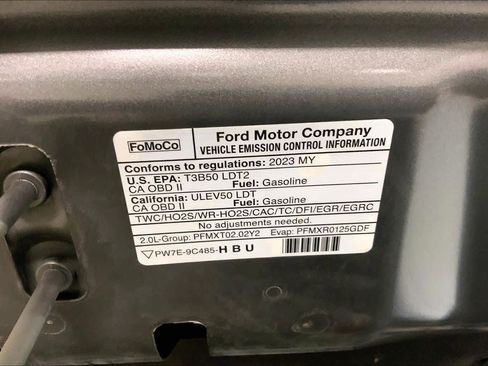 FoMoCo
Ford Motor Company
VEHICLE EMISSION CONTROL INFORMATION
Conforms to regulations: 2023 MY
U.S. EPA: T3B50 LDT2
CA OBD II Fuel: Gasoline
California: ULEV50 LDT
CA OBD II Fuel: Gasoline
TWC/HO2S/WR-HO2S/CAC/TC/DFI/EGR/EGRC
No adjustments needed.
2.0L-Group: PFMXT02.02Y2 Evap: PFMXR0125GDF
PW7E-9C485-HBU